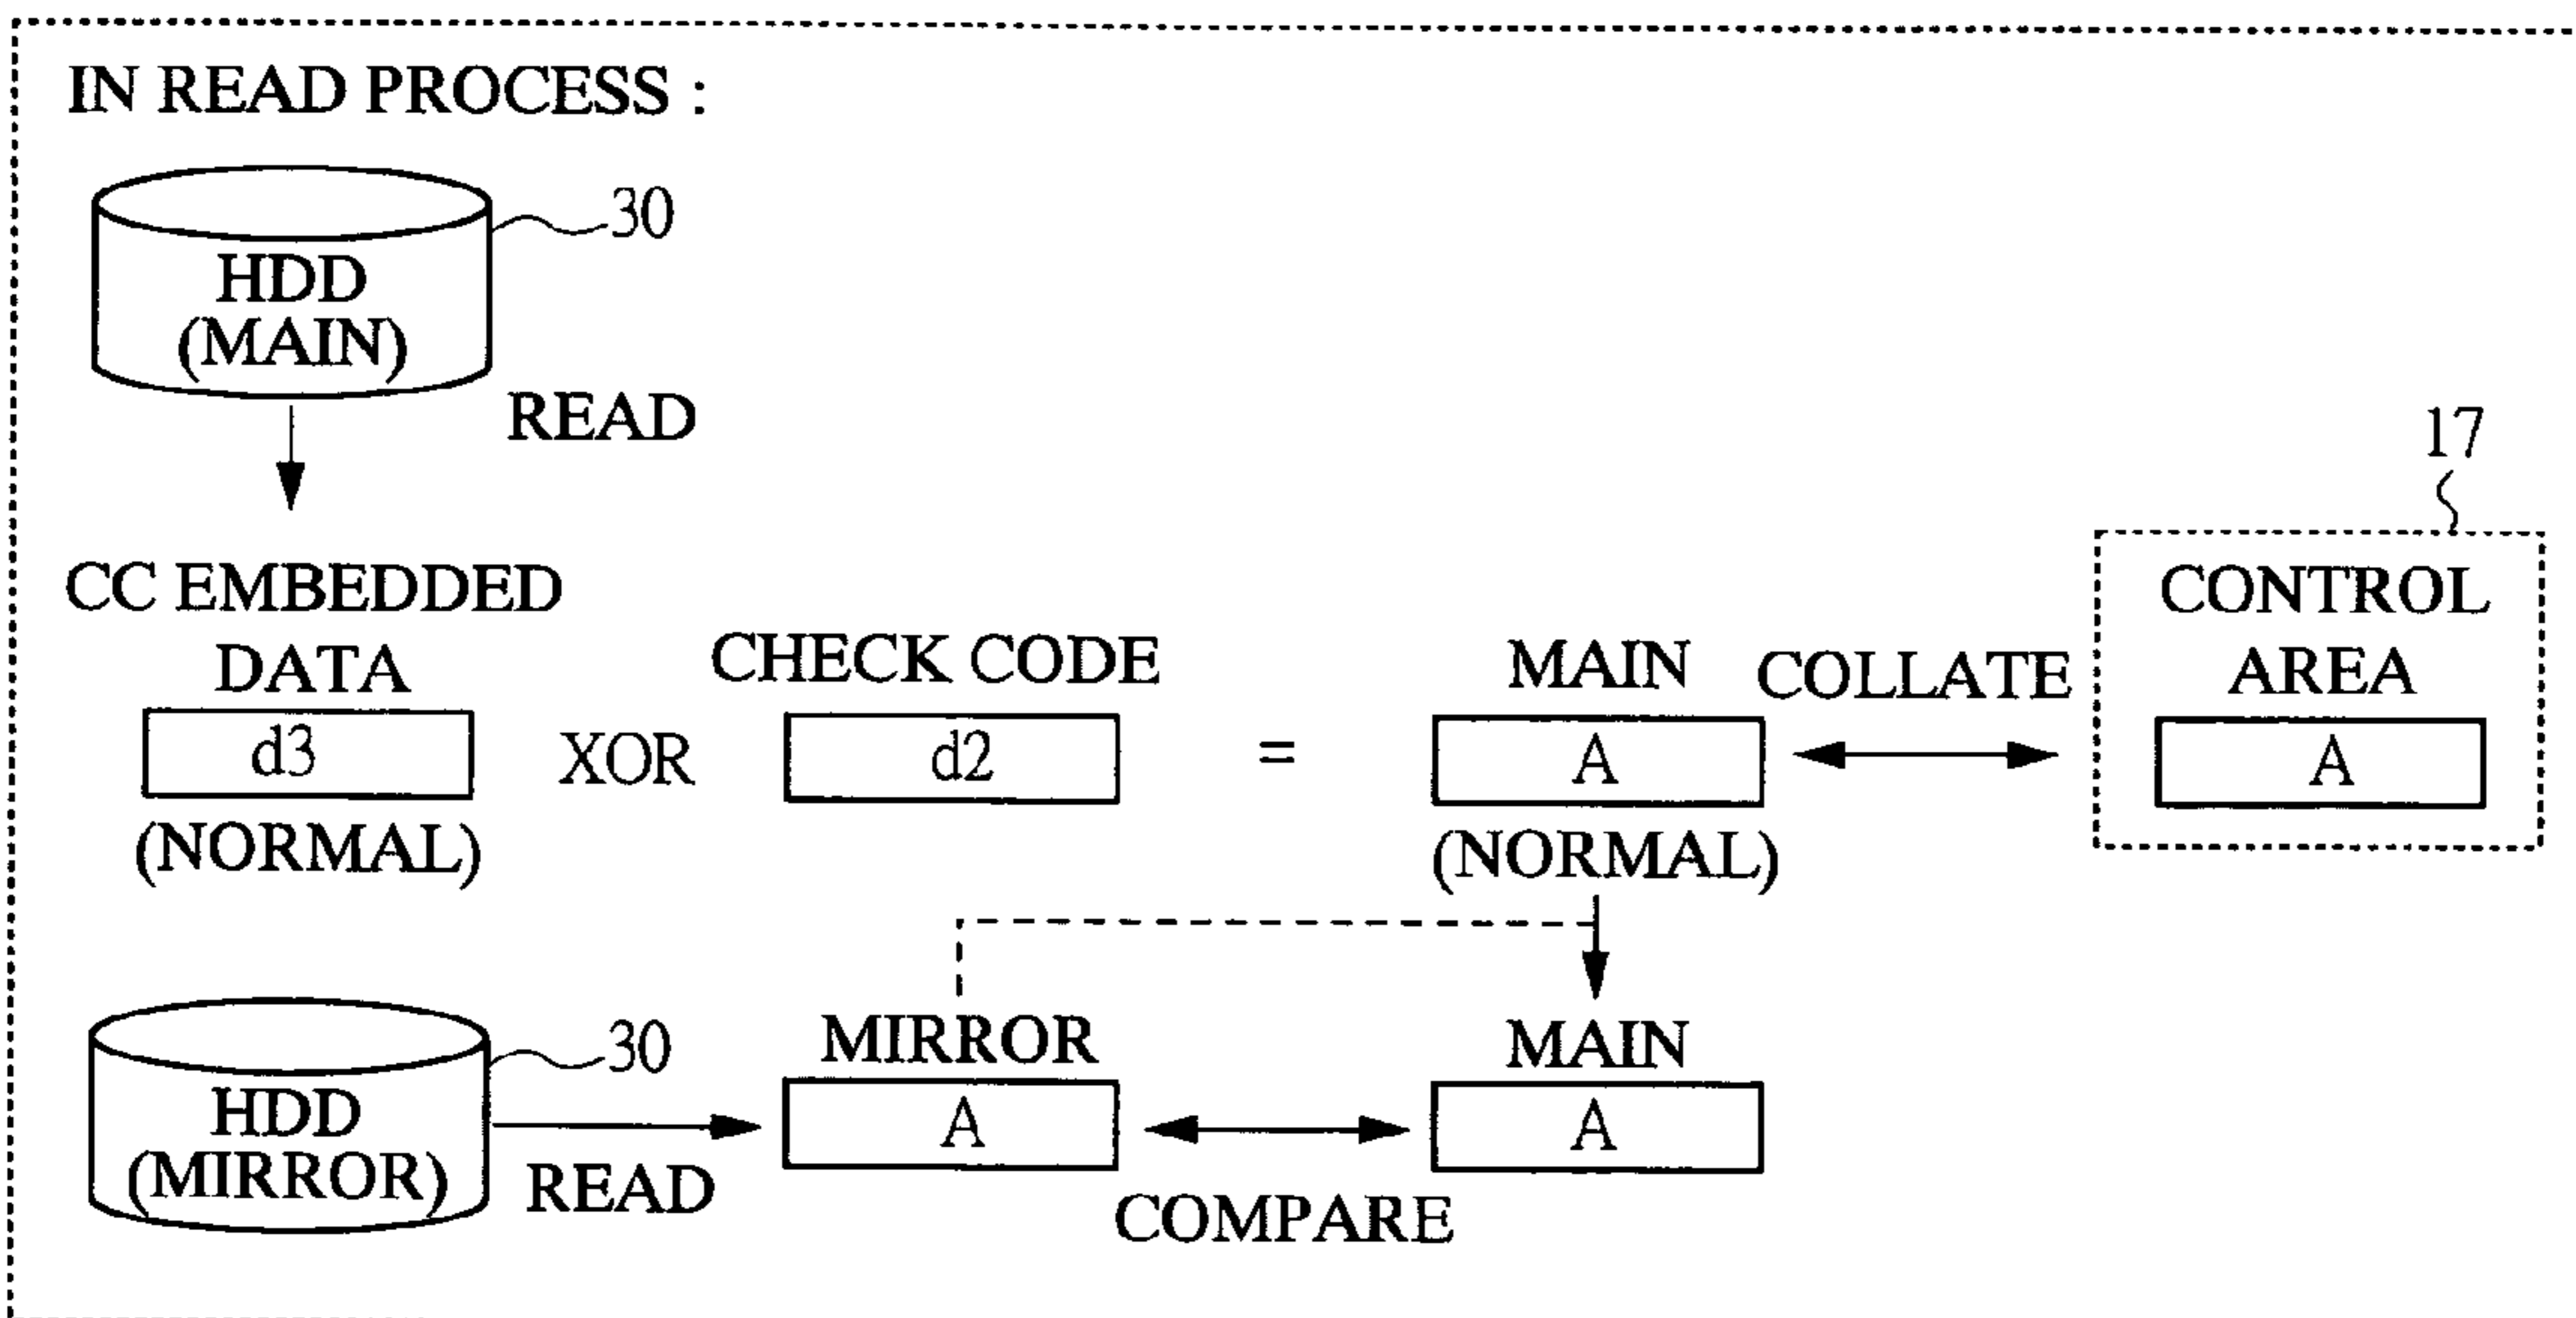 IN READ PROCESS :
30
HDD
(MAIN)
READ
17
CC EMBEDDED
DATA
d3
(NORMAL)
XOR
CHECK CODE
d2
=
MAIN
A
(NORMAL)
COLLATE
CONTROL
AREA
A
30
HDD
(MIRROR)
READ
MIRROR
A
COMPARE
MAIN
A